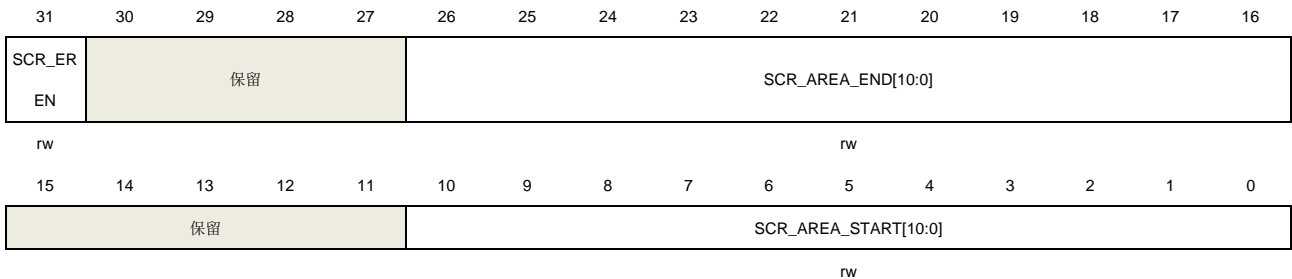 31 30 29 28 27 26 25 24 23 22 21 20 19 18 17 16
SCR_ER
EN
保留
SCR_AREA_END[10:0]
rw rw
15 14 13 12 11 10 9 8 7 6 5 4 3 2 1 0
保留 SCR_AREA_START[10:0]
rw